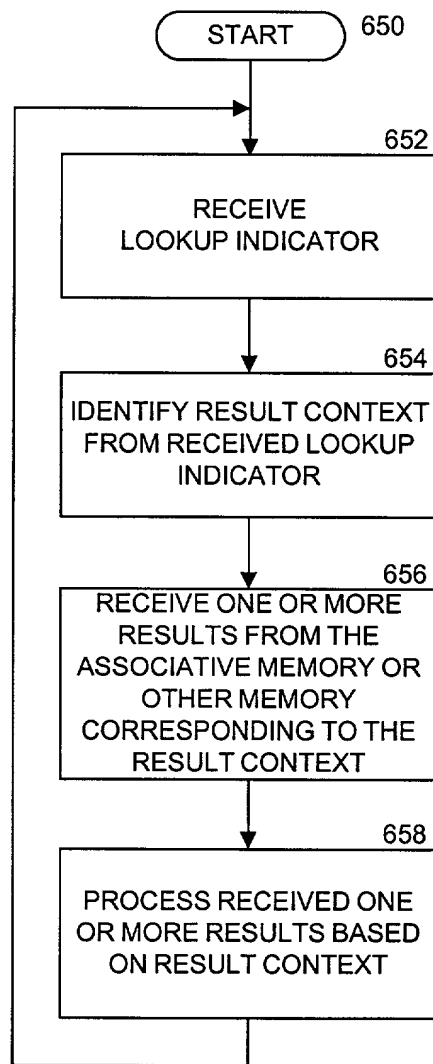 START 650
652
RECEIVE
LOOKUP INDICATOR
654
IDENTIFY RESULT CONTEXT
FROM RECEIVED LOOKUP
INDICATOR
656
RECEIVE ONE OR MORE
RESULTS FROM THE
ASSOCIATIVE MEMORY OR
OTHER MEMORY
CORRESPONDING TO THE
RESULT CONTEXT
658
PROCESS RECEIVED ONE
OR MORE RESULTS BASED
ON RESULT CONTEXT